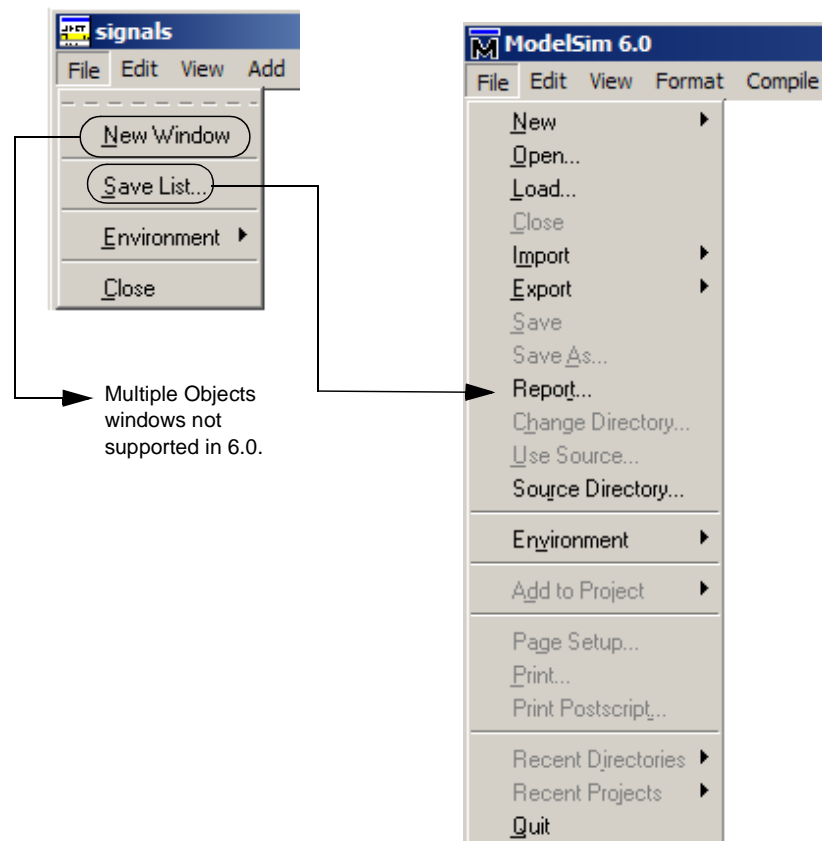 signals
File Edit View Add
New Window
Save List...
Environment
Close
Multiple Objects
windows not
supported in 6.0.
ModelSim 6.0
File Edit View Format Compile
New
Open...
Load...
Close
Import
Export
Save
Save As...
Report...
Change Directory...
Use Source...
Source Directory...
Environment
Add to Project
Page Setup...
Print...
Print Postscript...
Recent Directories
Recent Projects
Quit